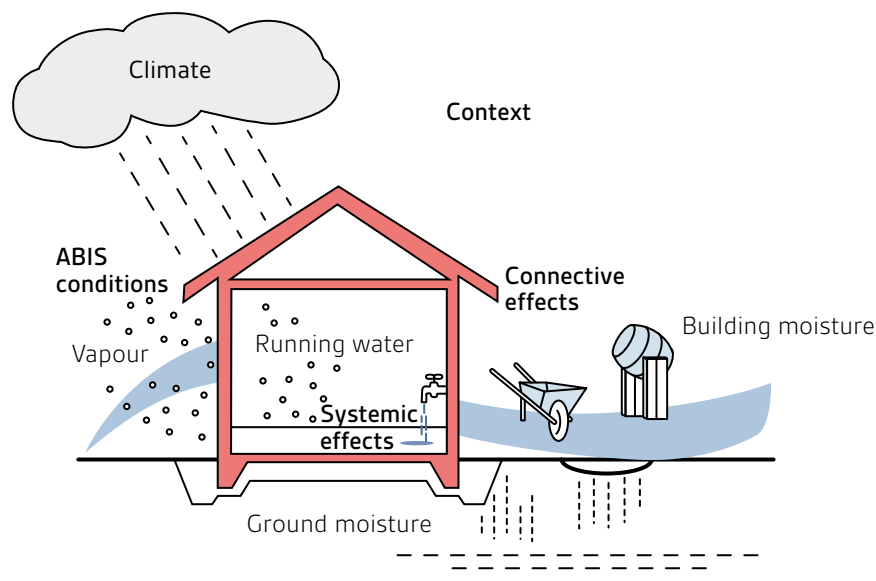 Climate
Context
ABIS
conditions
Connective
effects
Building moisture
Vapour
Running water
Systemic
effects
Ground moisture